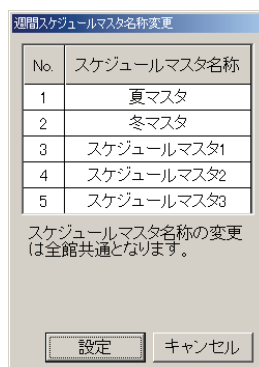 週間スケジュールマスタ名称変更
No. スケジュールマスタ名称
1 夏マスタ
2 冬マスタ
3 スケジュールマスタ1
4 スケジュールマスタ2
5 スケジュールマスタ3
スケジュールマスタ名称の変更
は全館共通となります。
設定 キャンセル